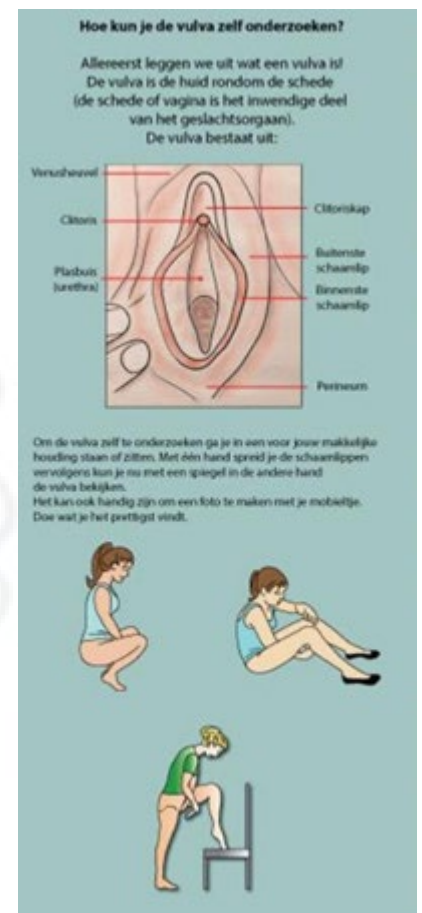 Hoe kun je de vulva zelf onderzoeken?
Allereerst leggen we uit wat een vulva is!
De vulva is de huid rondom de schede
(de schede of vagina is het inwendige deel
van het geslachtsorgaan).
De vulva bestaat uit:
Venusheuvel
Clitoriskap
Clitoris
Buitenste
schaamlip
Plasbuis
(urethra)
Binnenste
schaamlip
Perineum
Om de vulva zelf te onderzoeken ga je in een voor jouw makkelijke
houding staan of zitten. Met één hand spreid je de schaamlippen
vervolgens kun je nu met een spiegel in de andere hand
de vulva bekijken.
Het kan ook handig zijn om een foto te maken met je mobieltje.
Doe wat je het prettigst vindt.